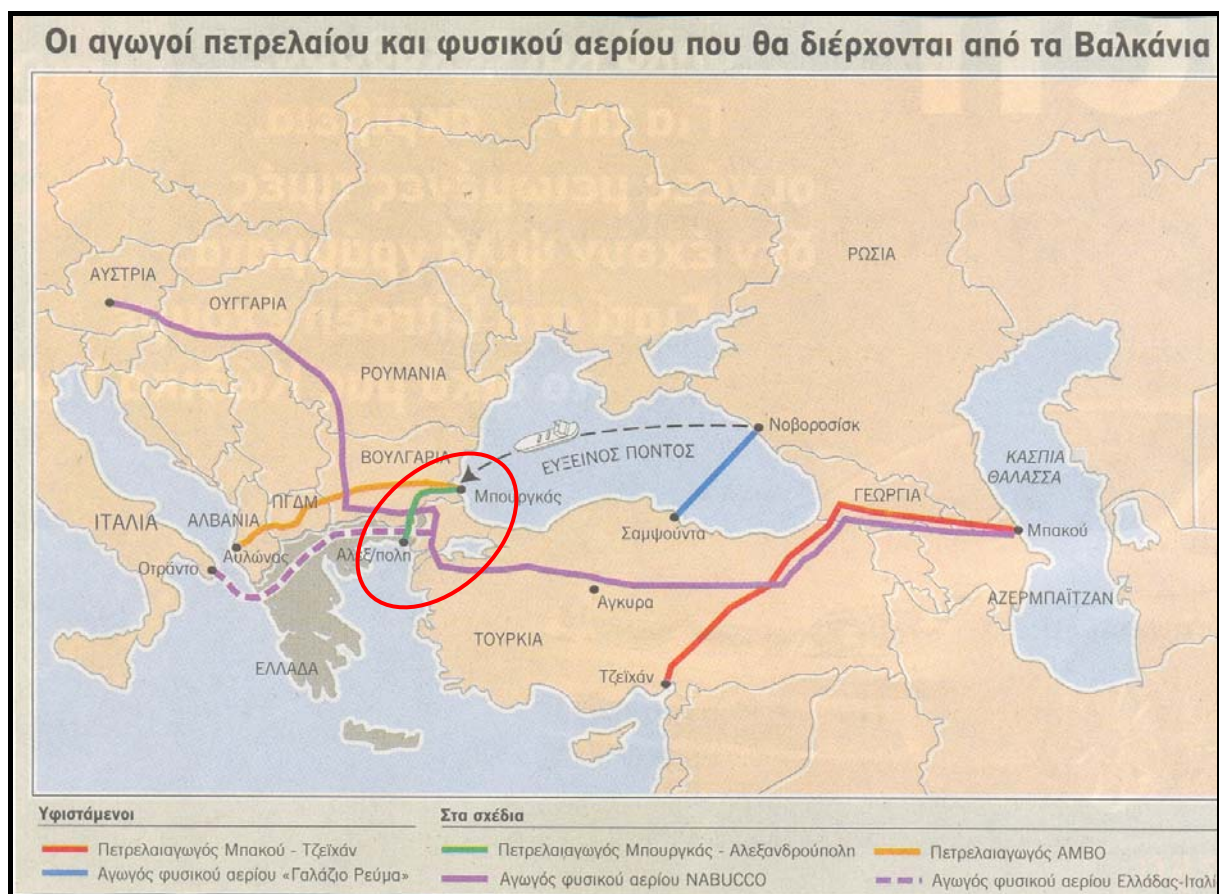 Οι αγωγοί πετρελαίου και φυσικού αερίου που θα διέρχονται από τα Βαλκάνια
ΡΩΣΙΑ
ΑΥΣΤΡΙΑ
ΟΥΓΓΑΡΙΑ
ΡΟΥΜΑΝΙΑ
Νοβοροσίσκ
ΒΟΥΛΓΑΡΙΑ
ΕΥΞΕΙΝΟΣ ΠΟΝΤΟΣ
ΚΑΣΠΙΑ
ΘΑΛΑΣΣΑ
Μπουργκάς
ΠΓΔΜ
ΓΕΩΡΓΙΑ
ΙΤΑΛΙΑ
ΑΛΒΑΝΙΑ
Σαμψούντα
Μπακού
Αυλώνας
Αλεξ/πολη
Οτράντο
Αγκυρα
ΑΖΕΡΜΠΑΪΤΖΑΝ
ΤΟΥΡΚΙΑ
ΕΛΛΑΔΑ
Τζεϊχάν
Υφιστάμενοι
Στα σχέδια
Πετρελαιαγωγός Μπακού - Τζεϊχάν
Πετρελαιαγωγός Μπουργκάς - Αλεξανδρούπολη
Πετρελαιαγωγός AMBO
Αγωγός φυσικού αερίου «Γαλάζιο Ρεύμα»
Αγωγός φυσικού αερίου NABUCCO
Αγωγός φυσικού αερίου Ελλάδας-Ιταλί